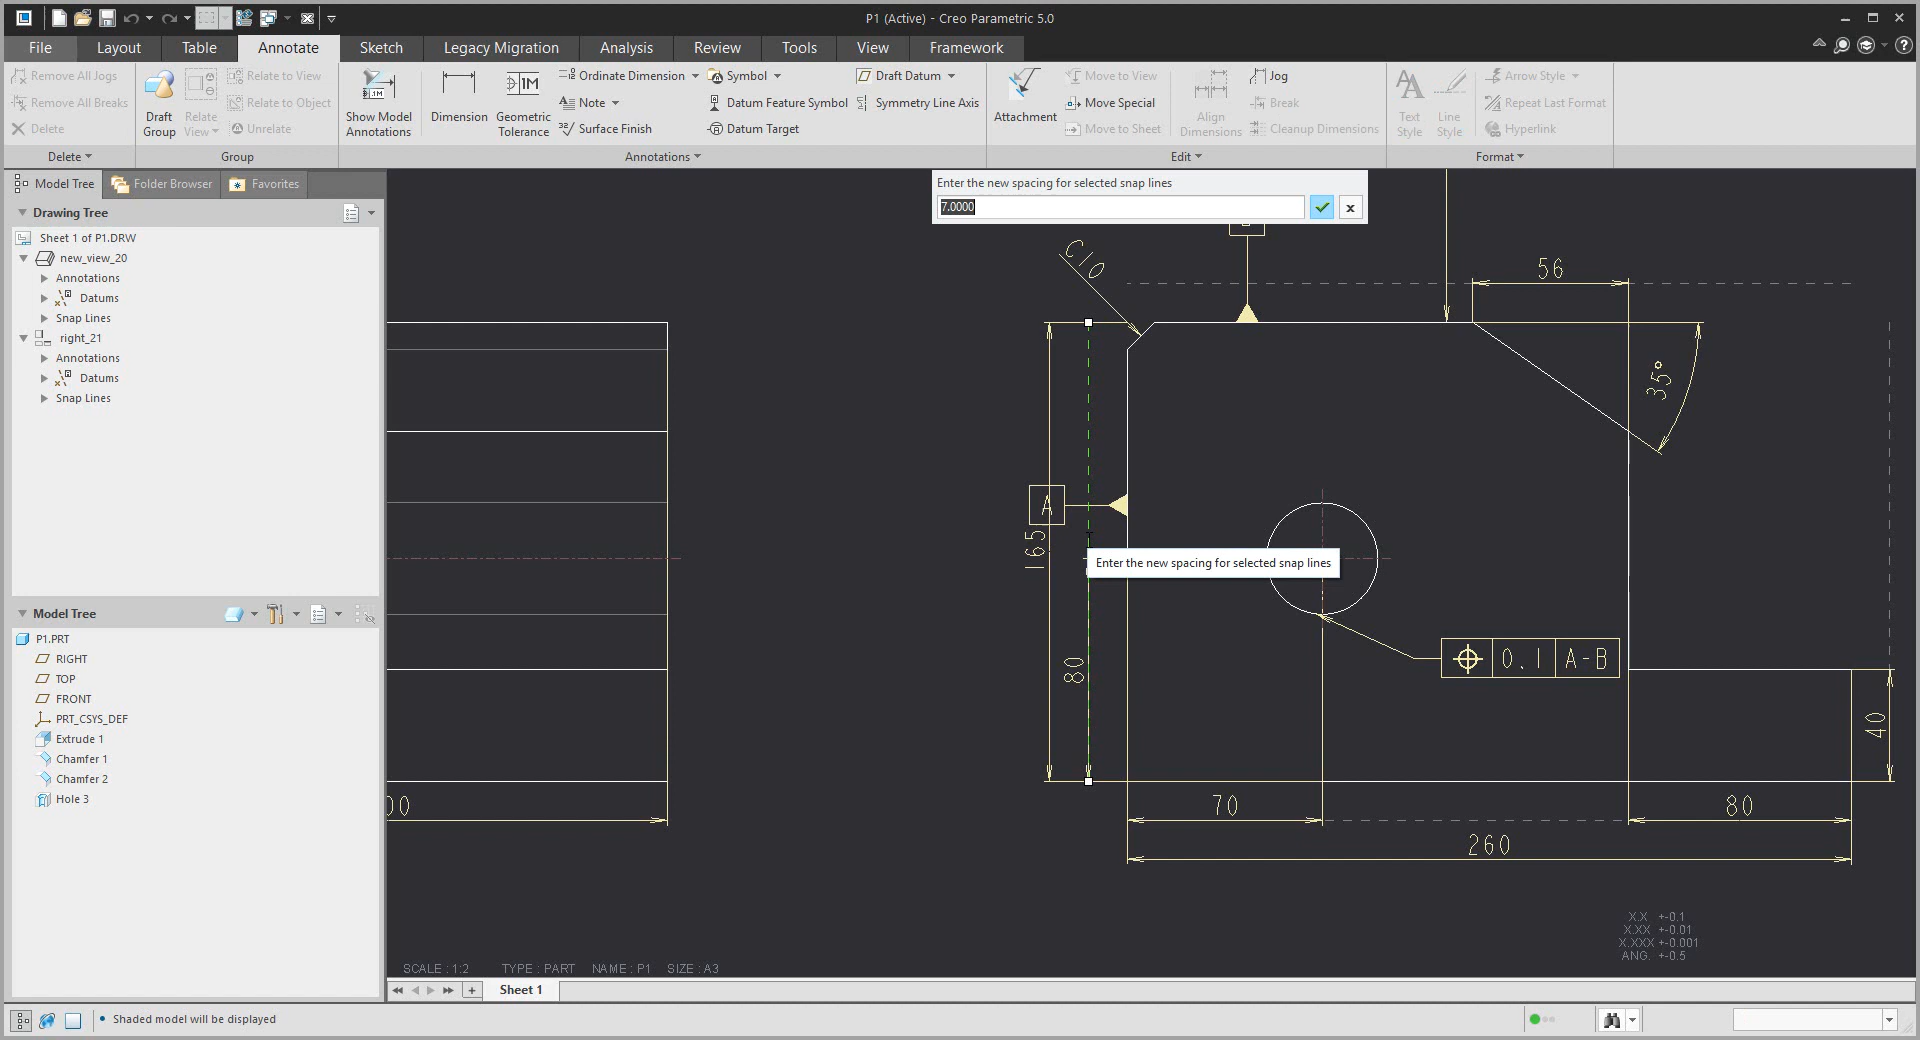 P1 (Active) - Creo Parametric 5.0
File Layout Table Annotate Sketch Legacy Migration Analysis Review Tools View Framework
Remove All Jogs
Remove All Breaks
Delete
Delete
Draft Group
Relate View
Relate to View
Relate to Object
Unrelate
Group
Show Model Annotations
Dimension
Geometric Tolerance
Ordinate Dimension
Note
Surface Finish
Symbol
Datum Feature Symbol
Datum Target
Draft Datum
Symmetry Line Axis
Annotations
Attachment
Move to View
Move Special
Move to Sheet
Align Dimensions
Jog
Break
Cleanup Dimensions
Edit
Text Style
Line Style
Arrow Style
Repeat Last Format
Hyperlink
Format
Model Tree Folder Browser Favorites
Drawing Tree
Sheet 1 of P1.DRW
new_view_20
Annotations
Datums
Snap Lines
right_21
Annotations
Datums
Snap Lines
Model Tree
P1.PRT
RIGHT
TOP
FRONT
PRT_CSYS_DEF
Extrude 1
Chamfer 1
Chamfer 2
Hole 3
Enter the new spacing for selected snap lines
7.0000
C10
56
35°
A
165
Enter the new spacing for selected snap lines
80
0.1 A-B
40
00
70
80
260
X.X +-0.1
X.XX +-0.01
X.XXX +-0.001
ANG. +-0.5
SCALE : 1:2 TYPE : PART NAME : P1 SIZE : A3
Sheet 1
Shaded model will be displayed